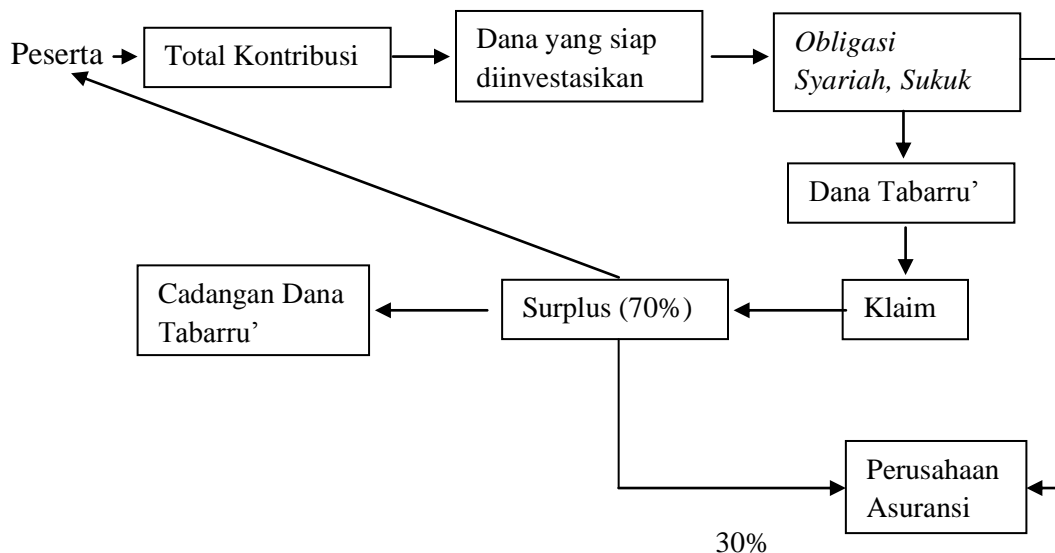 Peserta
Total Kontribusi
Dana yang siap
diinvestasikan
Obligasi
Syariah, Sukuk
Dana Tabarru’
Cadangan Dana
Tabarru’
Surplus (70%)
Klaim
Perusahaan
Asuransi
30%